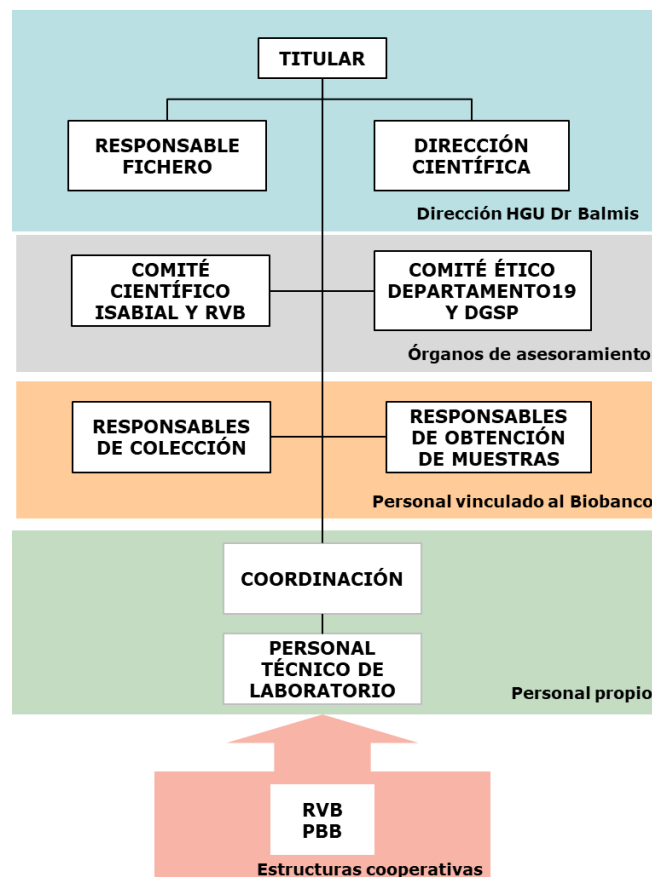 TITULAR
RESPONSABLE
FICHERO
DIRECCIÓN
CIENTÍFICA
Dirección HGU Dr Balmis
COMITÉ
CIENTÍFICO
ISABIAL Y RVB
COMITÉ ÉTICO
DEPARTAMENTO19
Y DGSP
Órganos de asesoramiento
RESPONSABLES
DE COLECCIÓN
RESPONSABLES
DE OBTENCIÓN
DE MUESTRAS
Personal vinculado al Biobanco
COORDINACIÓN
PERSONAL
TÉCNICO DE
LABORATORIO
Personal propio
RVB
PBB
Estructuras cooperativas